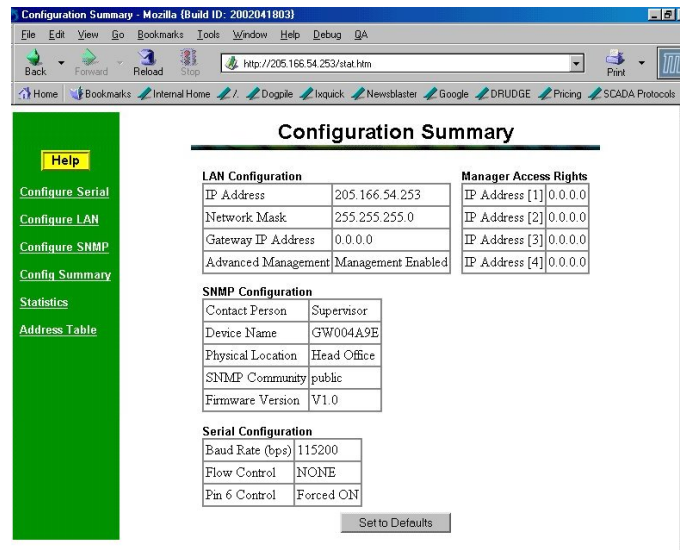 Configuration Summary - Mozilla {Build ID: 2002041803}
File Edit View Go Bookmarks Tools Window Help Debug QA
Back Forward Reload Stop http://205.166.54.253/stat.htm Print
Home Bookmarks Internal Home /. Dogpile Ixquick Newsblaster Google DRUDGE Pricing SCADA Protocols
Configuration Summary
Help
Configure Serial
Configure LAN
Configure SNMP
Config Summary
Statistics
Address Table
LAN Configuration
IP Address 205.166.54.253
Network Mask 255.255.255.0
Gateway IP Address 0.0.0.0
Advanced Management Management Enabled
Manager Access Rights
IP Address [1] 0.0.0.0
IP Address [2] 0.0.0.0
IP Address [3] 0.0.0.0
IP Address [4] 0.0.0.0
SNMP Configuration
Contact Person Supervisor
Device Name GW004A9E
Physical Location Head Office
SNMP Community public
Firmware Version V1.0
Serial Configuration
Baud Rate (bps) 115200
Flow Control NONE
Pin 6 Control Forced ON
Set to Defaults